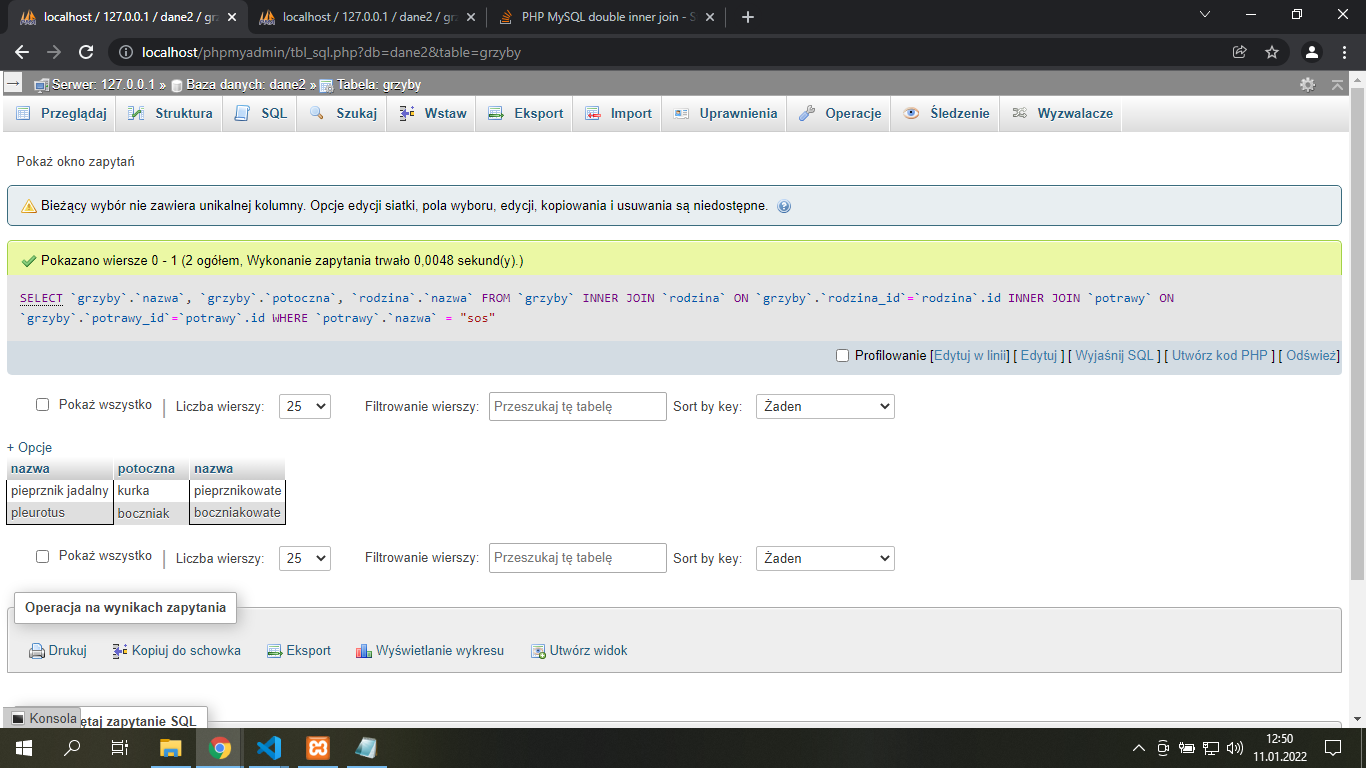 localhost / 127.0.0.1 / dane2 / grz
localhost / 127.0.0.1 / dane2 / grz
PHP MySQL double inner join - S
localhost/phpmyadmin/tbl_sql.php?db=dane2&table=grzyby
Serwer: 127.0.0.1 » Baza danych: dane2 » Tabela: grzyby
Przeglądaj Struktura SQL Szukaj Wstaw Eksport Import Uprawnienia Operacje Śledzenie Wyzwalacze
Pokaż okno zapytań
Bieżący wybór nie zawiera unikalnej kolumny. Opcje edycji siatki, pola wyboru, edycji, kopiowania i usuwania są niedostępne.
Pokazano wiersze 0 - 1 (2 ogółem, Wykonanie zapytania trwało 0,0048 sekund(y).)
SELECT `grzyby`.`nazwa`, `grzyby`.`potoczna`, `rodzina`.`nazwa` FROM `grzyby` INNER JOIN `rodzina` ON `grzyby`.`rodzina_id`=`rodzina`.id INNER JOIN `potrawy` ON
`grzyby`.`potrawy_id`=`potrawy`.id WHERE `potrawy`.`nazwa` = "sos"
Profilowanie [Edytuj w linii] [ Edytuj ] [ Wyjaśnij SQL ] [ Utwórz kod PHP ] [ Odśwież]
Pokaż wszystko | Liczba wierszy: 25 Filtrowanie wierszy: Przeszukaj tę tabelę Sort by key: Żaden
+ Opcje
nazwa potoczna nazwa
pieprznik jadalny kurka pieprznikowate
pleurotus boczniak boczniakowate
Pokaż wszystko | Liczba wierszy: 25 Filtrowanie wierszy: Przeszukaj tę tabelę Sort by key: Żaden
Operacja na wynikach zapytania
Drukuj Kopiuj do schowka Eksport Wyświetlanie wykresu Utwórz widok
Konsola ętaj zapytanie SQL
12:50
11.01.2022